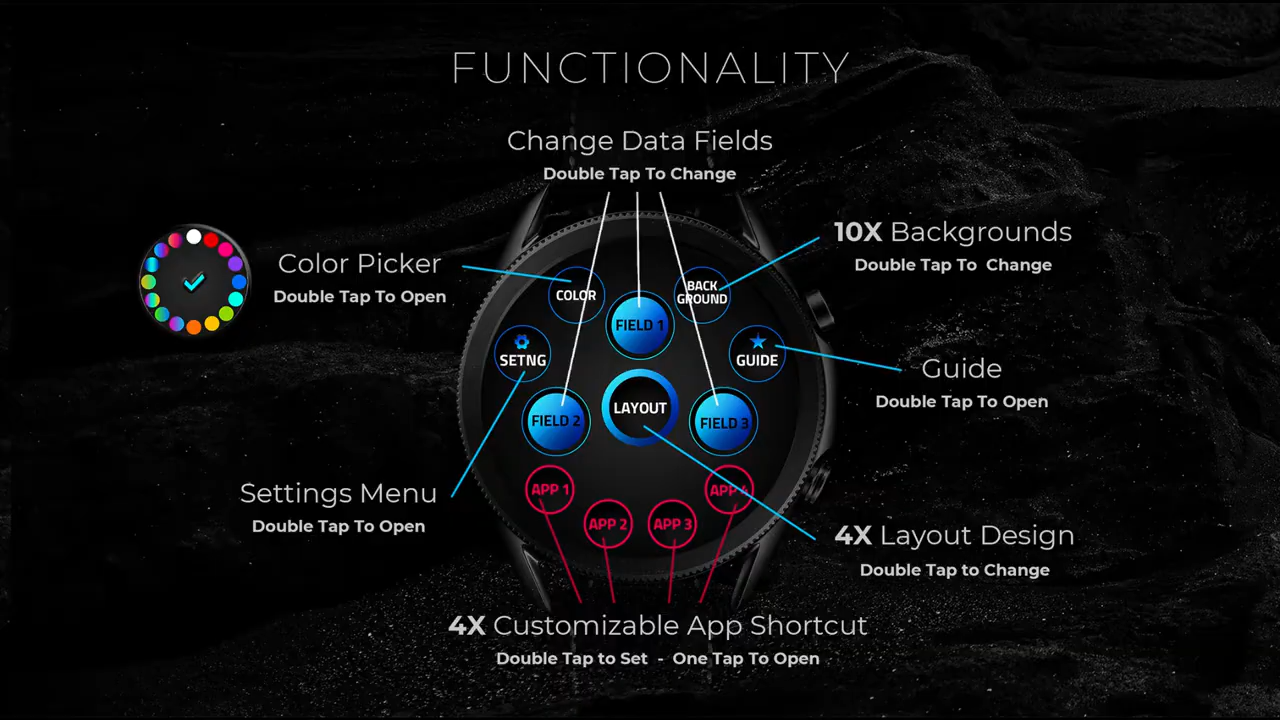 FUNCTIONALITY
Change Data Fields
Double Tap To Change
10X Backgrounds
Double Tap To Change
Color Picker
Double Tap To Open
COLOR
BACK
GROUND
FIELD 1
SETNG
GUIDE
Guide
Double Tap To Open
FIELD 2
LAYOUT
FIELD 3
Settings Menu
Double Tap To Open
APP 1
APP 2
APP 3
APP 4
4X Layout Design
Double Tap to Change
4X Customizable App Shortcut
Double Tap to Set - One Tap To Open